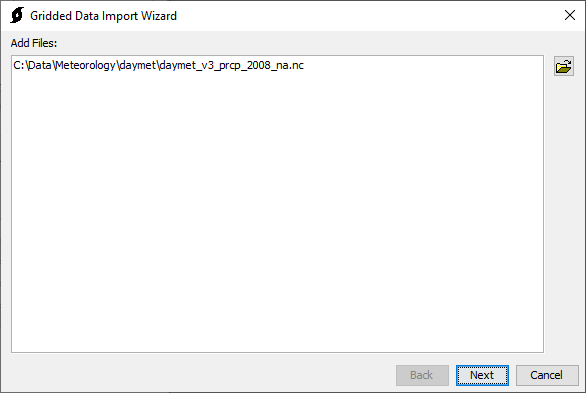 Gridded Data Import Wizard
Add Files:
C:\Data\Meteorology\daymet\daymet_v3_prcp_2008_na.nc
Back Next Cancel